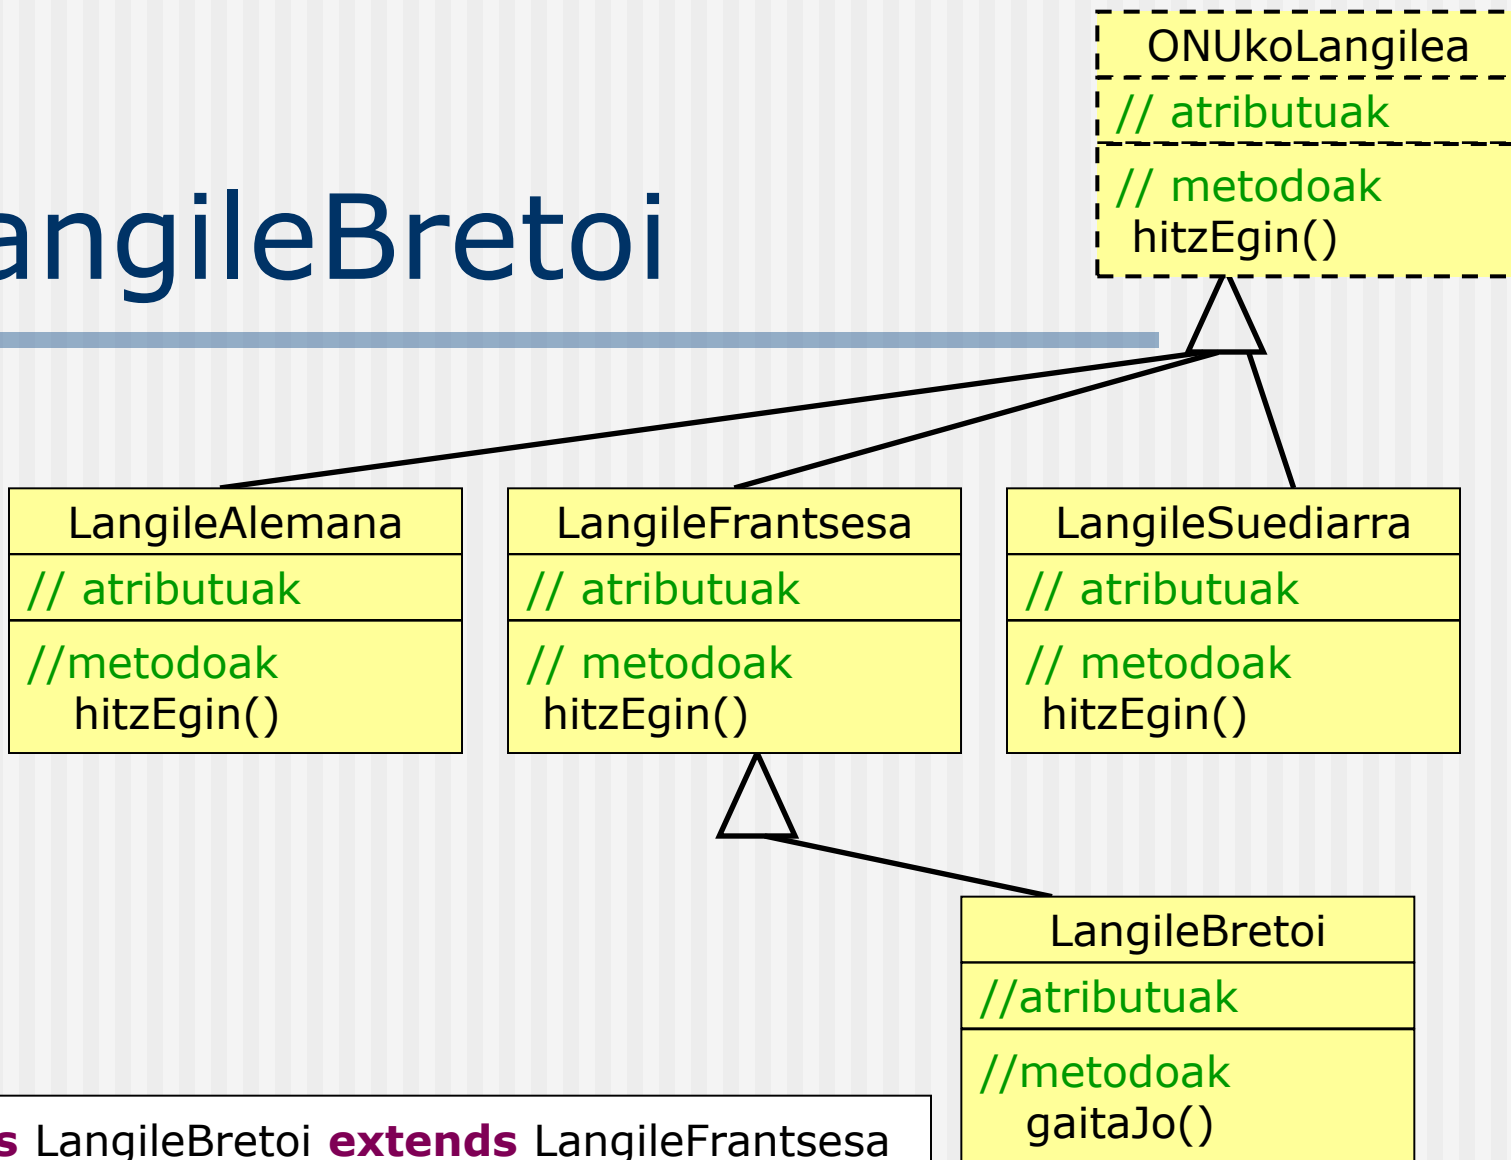 ONUkoLangilea
// atributuak
// metodoak
hitzEgin()
angileBretoi
LangileAlemana
// atributuak
//metodoak
hitzEgin()
LangileFrantsesa
// atributuak
// metodoak
hitzEgin()
LangileSuediarra
// atributuak
// metodoak
hitzEgin()
LangileBretoi
//atributuak
//metodoak
gaitaJo()
s LangileBretoi extends LangileFrantsesa